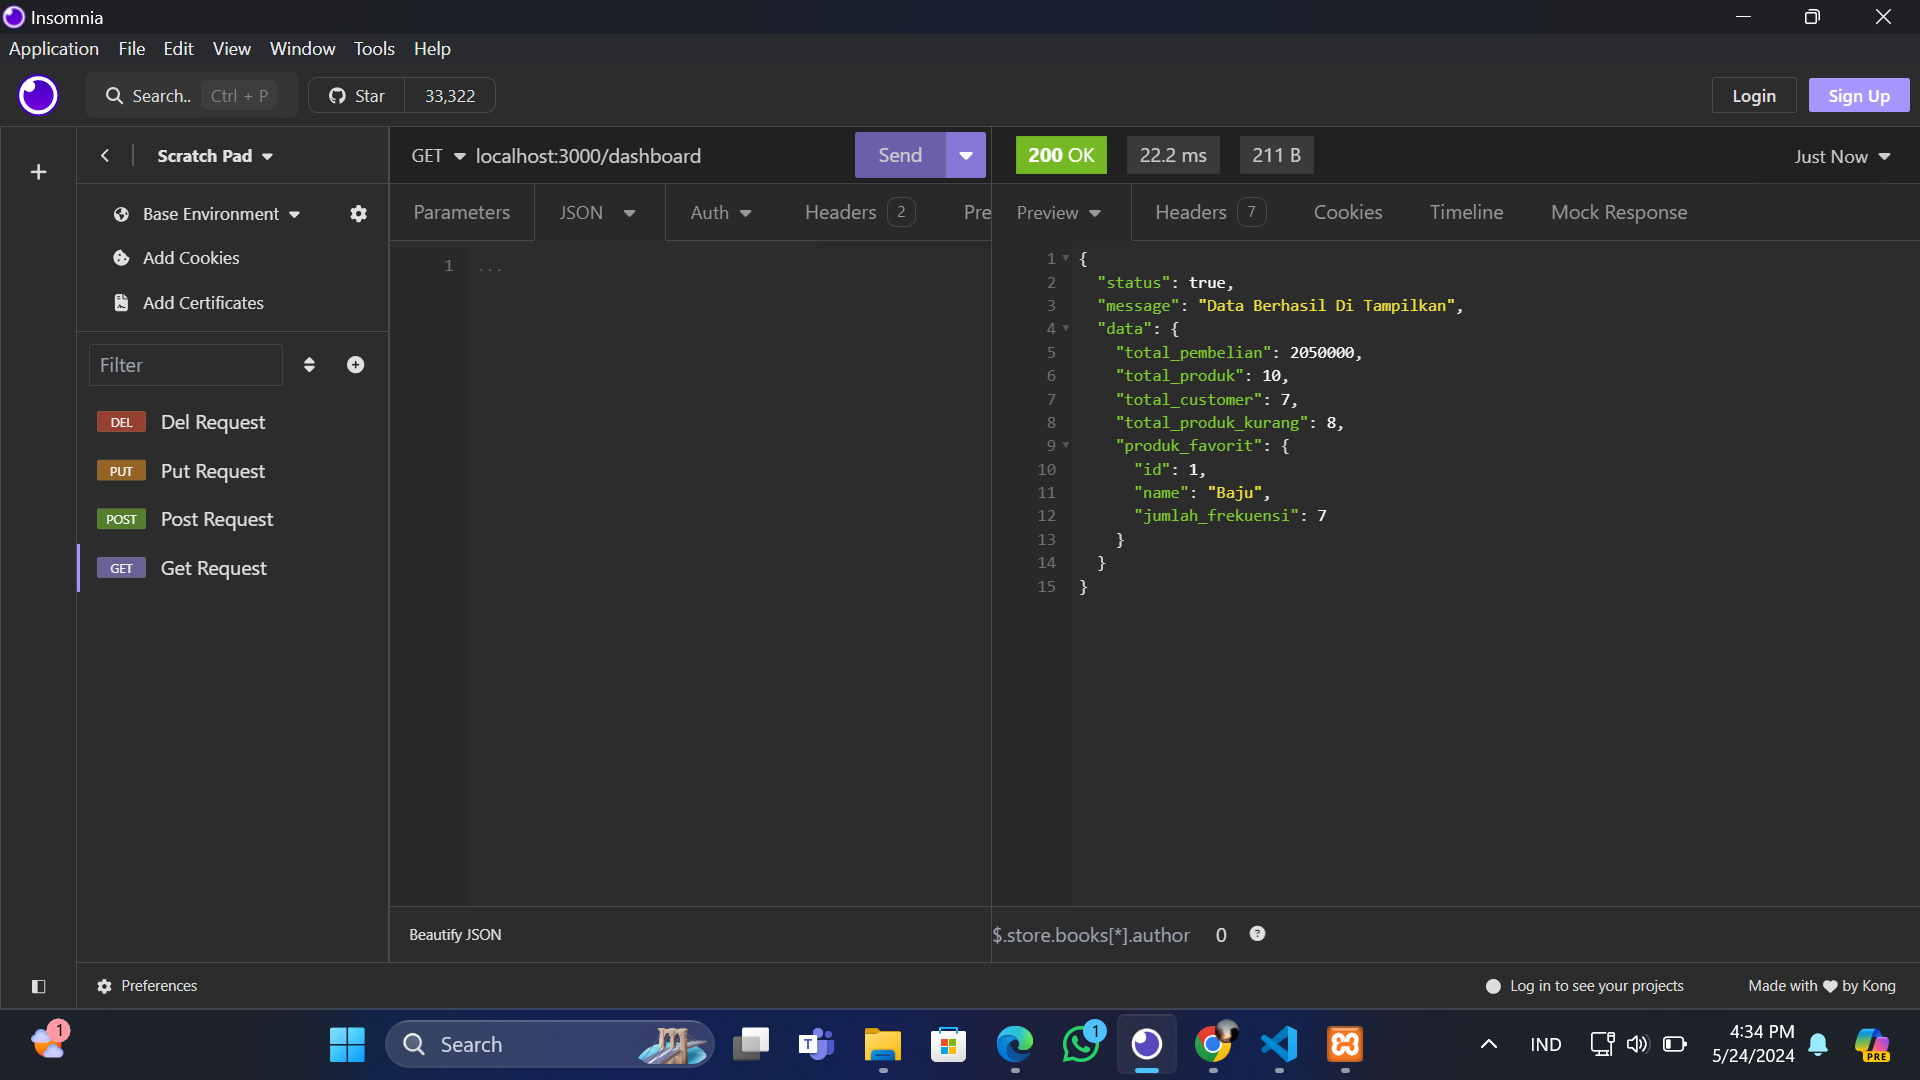 Insomnia
Application File Edit View Window Tools Help
Search.. Ctrl + P Star 33,322 Login Sign Up
Scratch Pad
Base Environment
Add Cookies
Add Certificates
Filter
DEL Del Request
PUT Put Request
POST Post Request
GET Get Request
GET localhost:3000/dashboard Send
Parameters JSON Auth Headers 2 Pre
1 ...
Beautify JSON
200 OK 22.2 ms 211 B Just Now
Preview Headers 7 Cookies Timeline Mock Response
1 {
2 "status": true,
3 "message": "Data Berhasil Di Tampilkan",
4 "data": {
5 "total_pembelian": 2050000,
6 "total_produk": 10,
7 "total_customer": 7,
8 "total_produk_kurang": 8,
9 "produk_favorit": {
10 "id": 1,
11 "name": "Baju",
12 "jumlah_frekuensi": 7
13 }
14 }
15 }
$.store.books[*].author 0 ?
Preferences Log in to see your projects Made with ♥ by Kong
1 Search T 1 IND 4:34 PM
5/24/2024
PRE